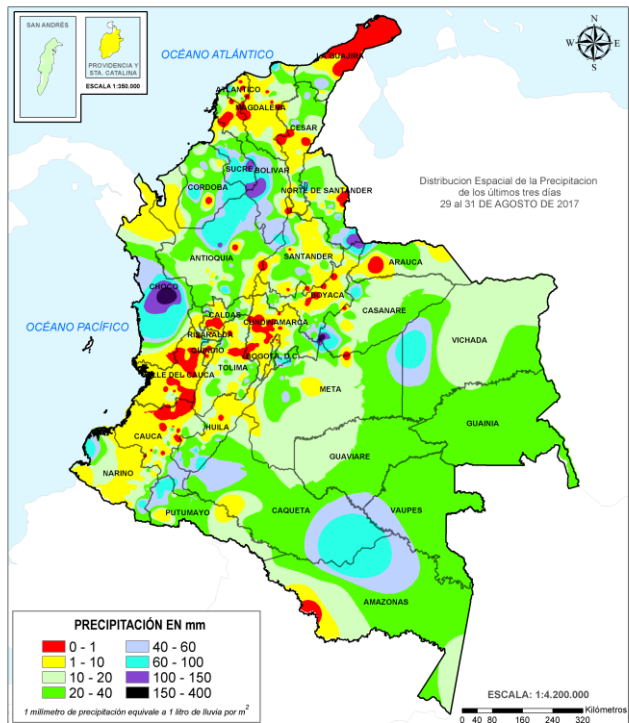 SAN ANDRÉS
PROVIDENCIA Y
STA. CATALINA
ESCALA 1:350.000
OCÉANO ATLÁNTICO
N
W
E
S
LA GUAJIRA
ATLANTICO
MAGDALENA
CESAR
SUCRE
BOLIVAR
CORDOBA
NORTE DE SANTANDER
Distribucion Espacial de la Precipitacion
de los últimos tres días
29 al 31 DE AGOSTO DE 2017
ANTIOQUIA
SANTANDER
ARAUCA
CHOCO
BOYACA
CASANARE
OCÉANO PACÍFICO
CALDAS
CUNDINAMARCA
RISARALDA
VICHADA
QUINDIO
BOGOTA, D.C.
VALLE DEL CAUCA
TOLIMA
META
GUAINIA
CAUCA
HUILA
GUAVIARE
NARINO
PUTUMAYO
CAQUETA
VAUPES
AMAZONAS
PRECIPITACIÓN EN mm
0 - 1
40 - 60
1 - 10
60 - 100
10 - 20
100 - 150
20 - 40
150 - 400
1 milimetro de precipitación equivale a 1 litro de lluvia por m²
ESCALA: 1:4.200.000
Kilómetros
0 40 80 160 240 320